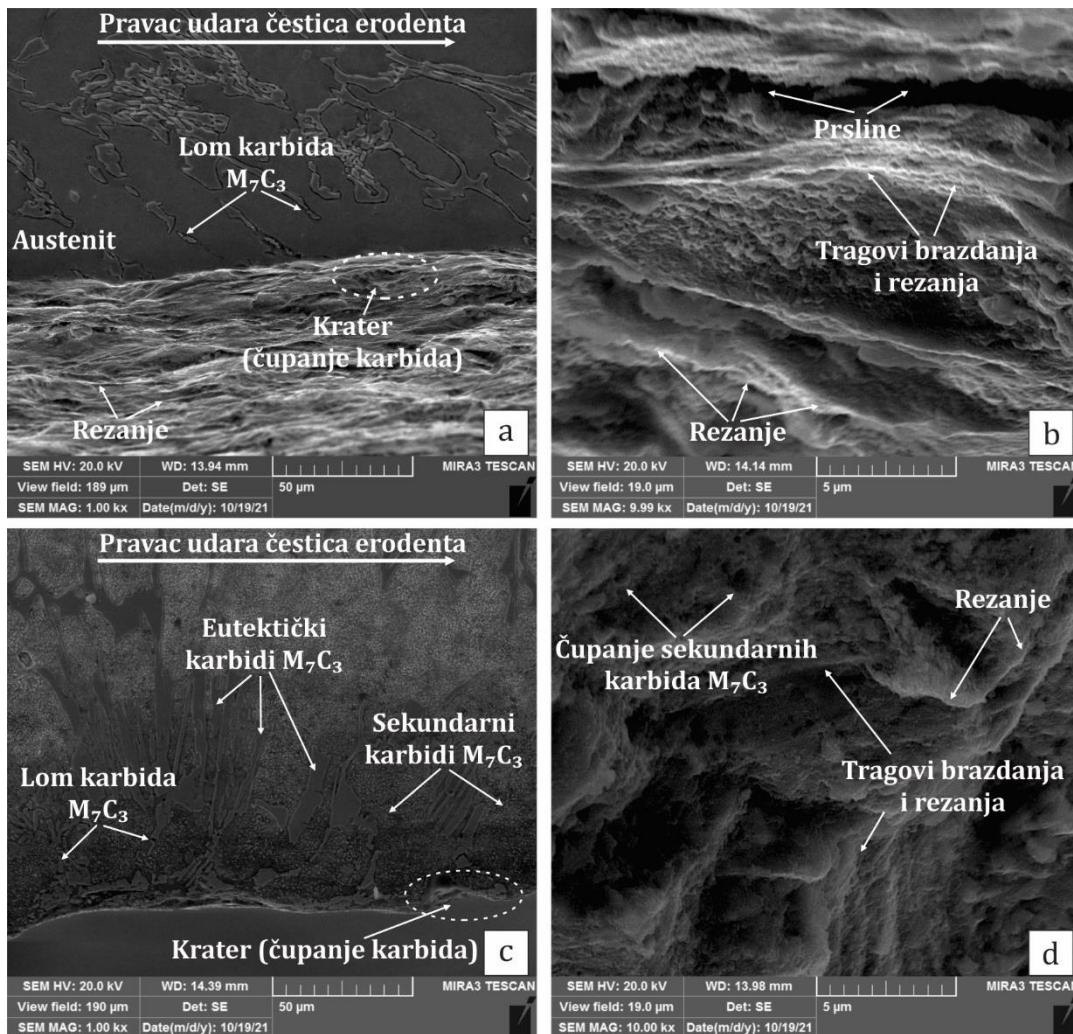 Pravac udara čestica erodenta
Lom karbida
M₇C₃
Austenit
Krater
(čupanje karbida)
Rezanje
a
SEM HV: 20.0 kV WD: 13.94 mm MIRA3 TESCAN
View field: 189 µm Det: SE 50 µm
SEM MAG: 1.00 kx Date(m/d/y): 10/19/21
Prsline
Tragovi brazdanja
i rezanja
Rezanje
b
SEM HV: 20.0 kV WD: 14.14 mm MIRA3 TESCAN
View field: 19.0 µm Det: SE 5 µm
SEM MAG: 9.99 kx Date(m/d/y): 10/19/21
Pravac udara čestica erodenta
Eutektički
karbidi M₇C₃
Sekundarni
karbidi M₇C₃
Lom karbida
M₇C₃
Krater (čupanje karbida)
c
SEM HV: 20.0 kV WD: 14.39 mm MIRA3 TESCAN
View field: 190 µm Det: SE 50 µm
SEM MAG: 1.00 kx Date(m/d/y): 10/19/21
Rezanje
Čupanje sekundarnih
karbida M₇C₃
Tragovi brazdanja
i rezanja
d
SEM HV: 20.0 kV WD: 13.98 mm MIRA3 TESCAN
View field: 19.0 µm Det: SE 5 µm
SEM MAG: 10.00 kx Date(m/d/y): 10/19/21